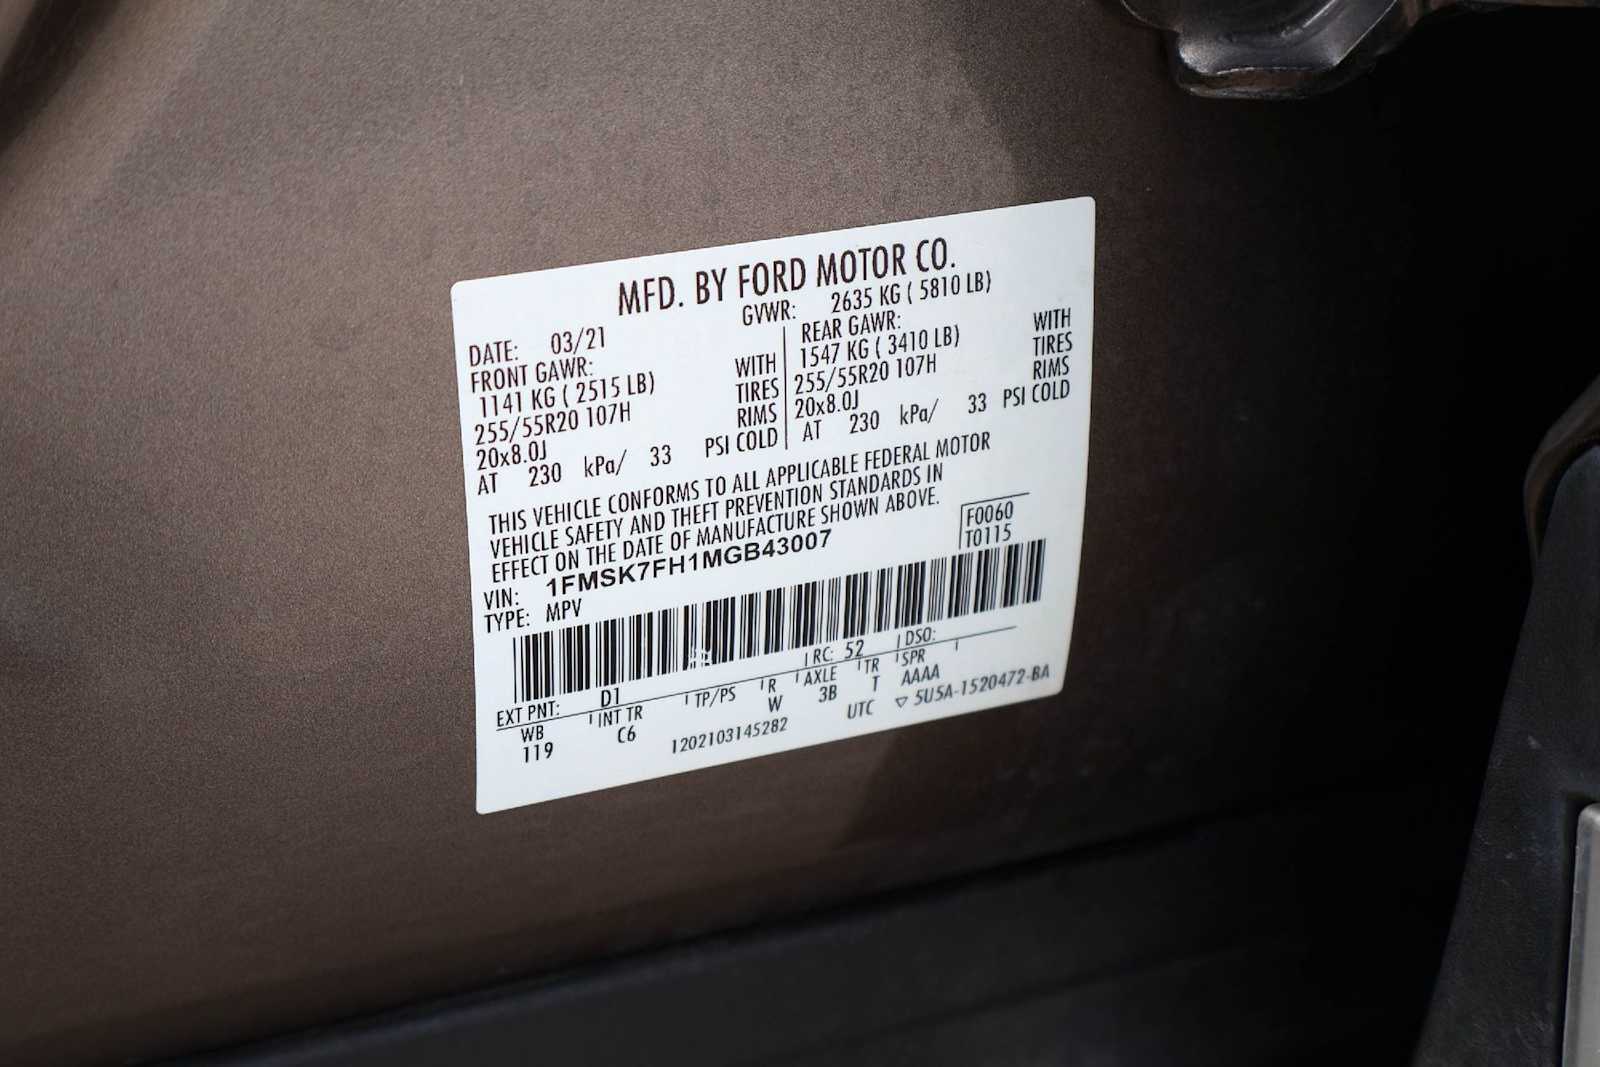 MFD. BY FORD MOTOR CO.
DATE: 03/21
GVWR: 2635 KG ( 5810 LB)
FRONT GAWR:
1141 KG ( 2515 LB) WITH
255/55R20 107H TIRES
20x8.0J RIMS
AT 230 kPa/ 33 PSI COLD
REAR GAWR:
1547 KG ( 3410 LB) WITH
255/55R20 107H TIRES
20x8.0J RIMS
AT 230 kPa/ 33 PSI COLD
THIS VEHICLE CONFORMS TO ALL APPLICABLE FEDERAL MOTOR
VEHICLE SAFETY AND THEFT PREVENTION STANDARDS IN
EFFECT ON THE DATE OF MANUFACTURE SHOWN ABOVE.
F0060
T0115
VIN: 1FMSK7FH1MGB43007
TYPE: MPV
EXT PNT: D1 RC: 52 DSO:
WB INT TR TP/PS R AXLE TR SPR
119 C6 W 3B T AAAA
1202103145282 UTC ▽ 5U5A-1520472-BA